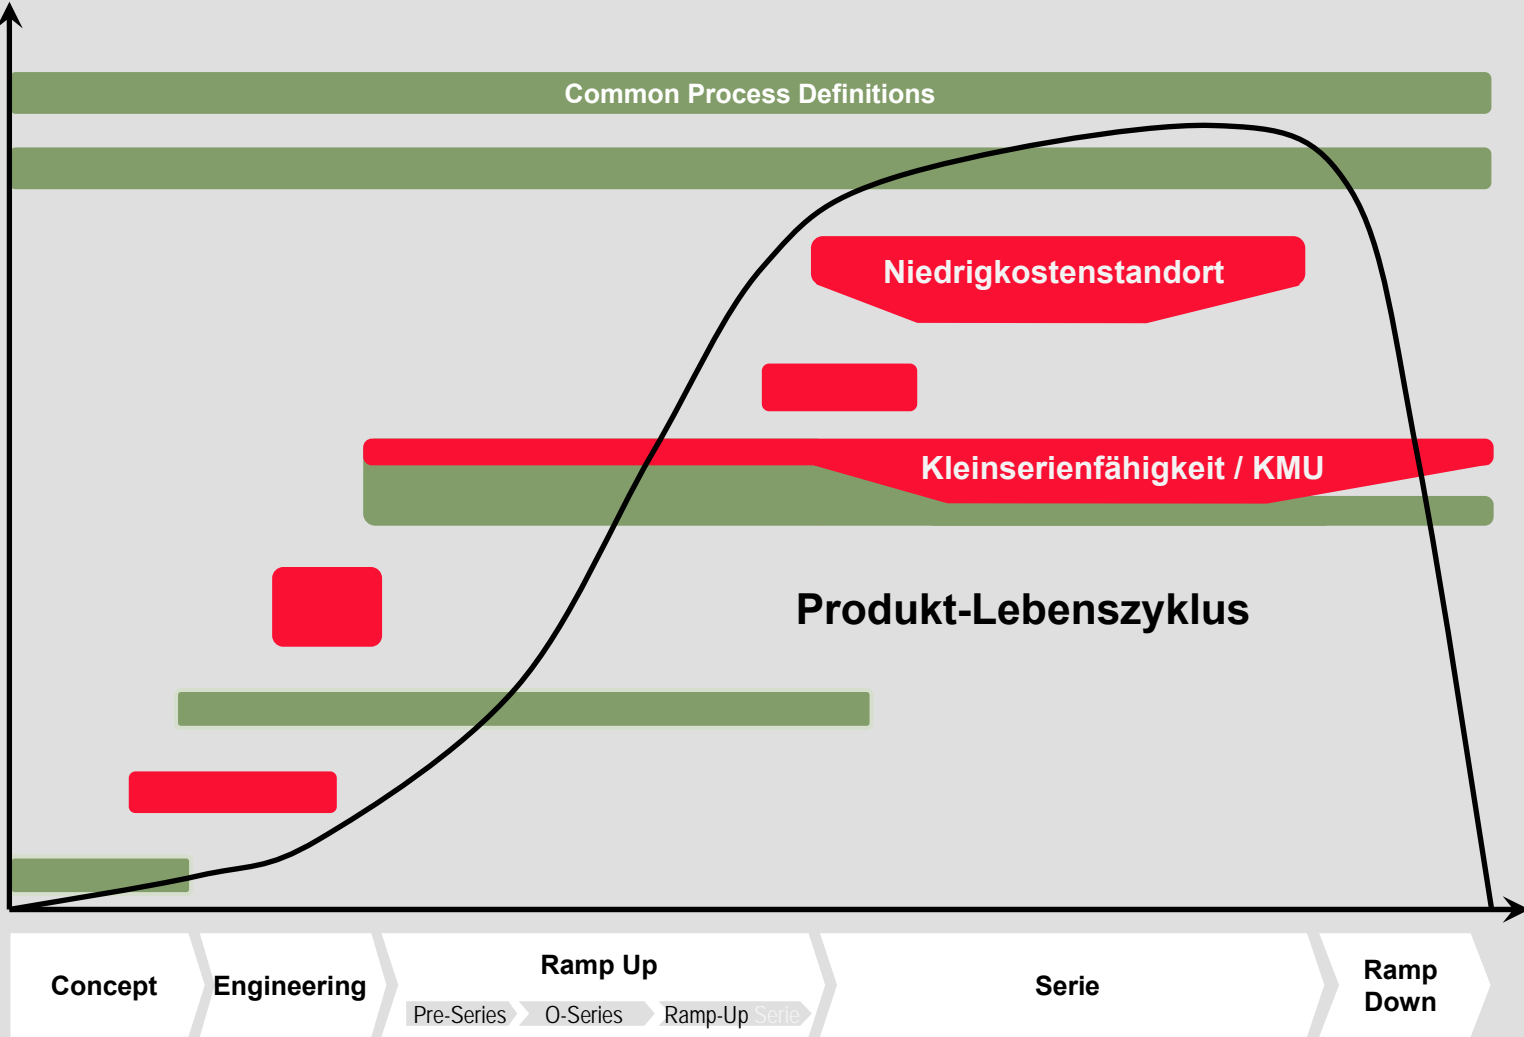 Common Process Definitions
Niedrigkostenstandort
Kleinserienfähigkeit / KMU
Produkt-Lebenszyklus
Concept
Engineering
Ramp Up
Pre-Series
O-Series
Ramp-Up Serie
Serie
Ramp
Down